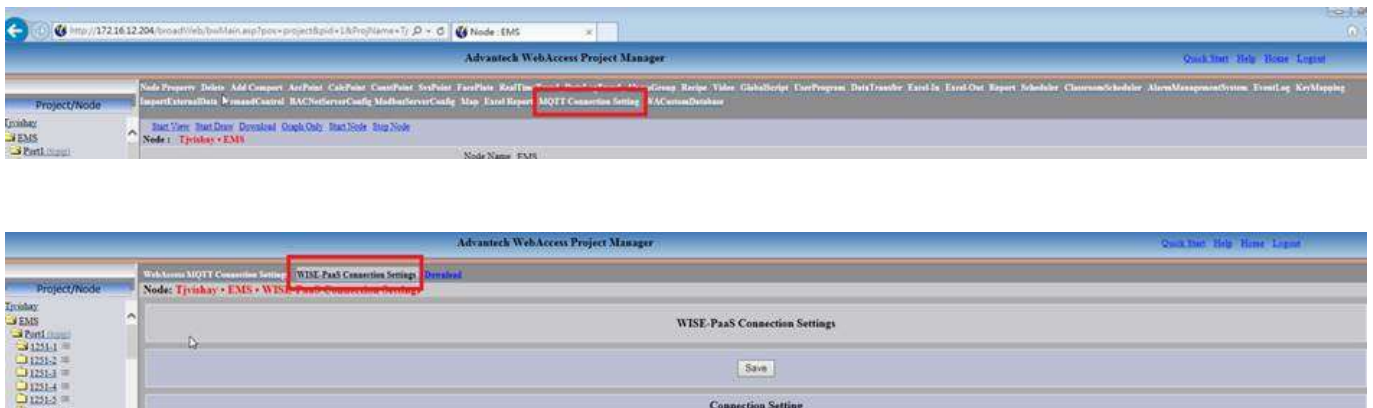 http://172.16.12.204/broadWeb/bwMain.asp?pos=project&pid=1&ProjName=Tj
Node : EMS
Advantech WebAccess Project Manager
Quick Start Help Home Logout
Node Property Delete Add Comport AccPoint CalcPoint ConstPoint SysPoint FacePlate RealTime Group Recipe Video GlobalScript UserProgram DataTransfer Excel-In Excel-Out Report Scheduler ClassroomScheduler AlarmManagementSystem EventLog KeyMapping
Project/Node
ImportExternalData DemandControl BACNetServerConfig ModbusServerConfig Map Excel Report MQTT Connection Setting WACustomDatabase
Tjvishay
Start View Start Draw Download Graph Only Start Node Stop Node
EMS
Node : Tjvishay • EMS
Port1 (tcpip)
Node Name EMS
Advantech WebAccess Project Manager
Quick Start Help Home Logout
WebAccess MQTT Connection Settings WISE-PaaS Connection Settings Download
Project/Node
Node: Tjvishay • EMS • WISE-PaaS Connection Settings
Tjvishay
EMS
WISE-PaaS Connection Settings
Port1 (tcpip)
1251-1
1251-2
1251-3
Save
1251-4
1251-5
Connection Setting